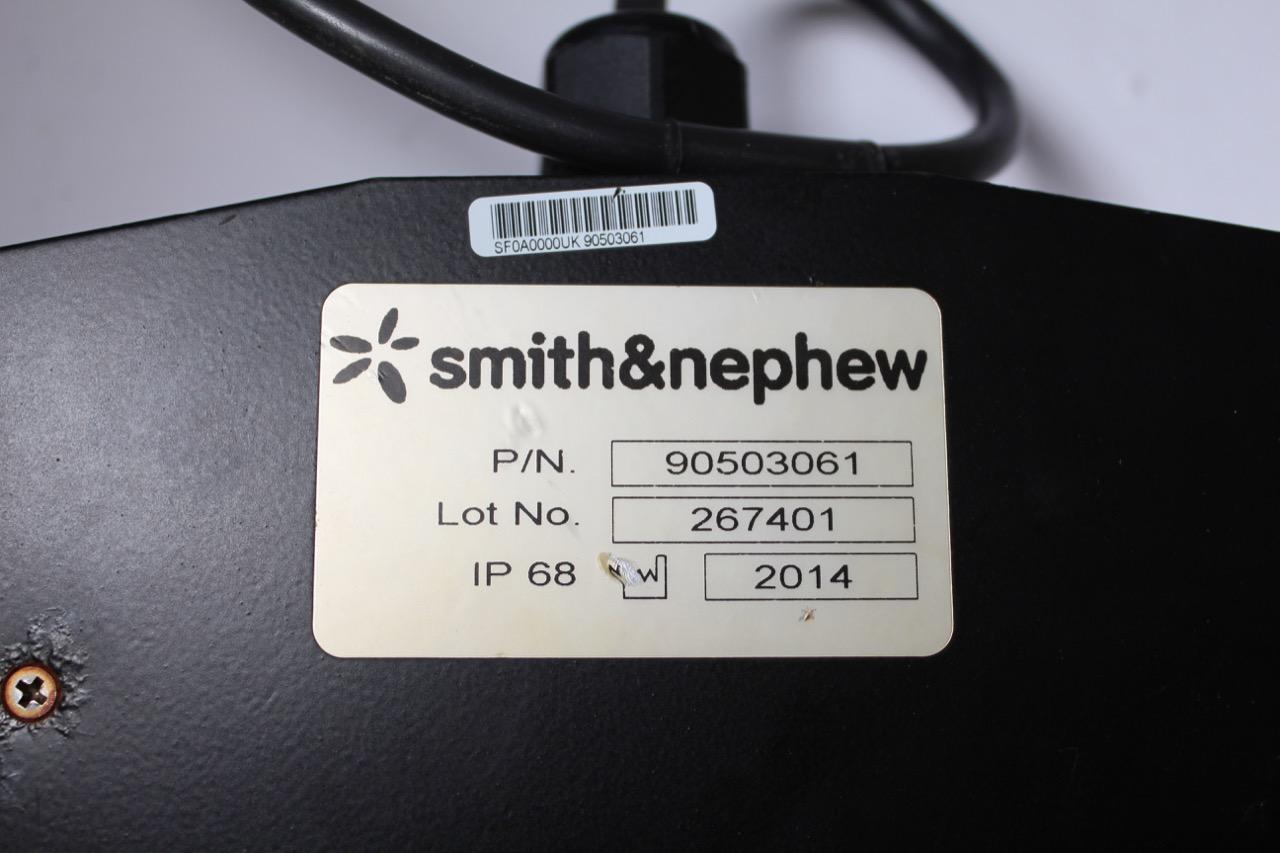 SF0A0000UK 90503061
smith&nephew
P/N. 90503061
Lot No. 267401
IP 68 2014